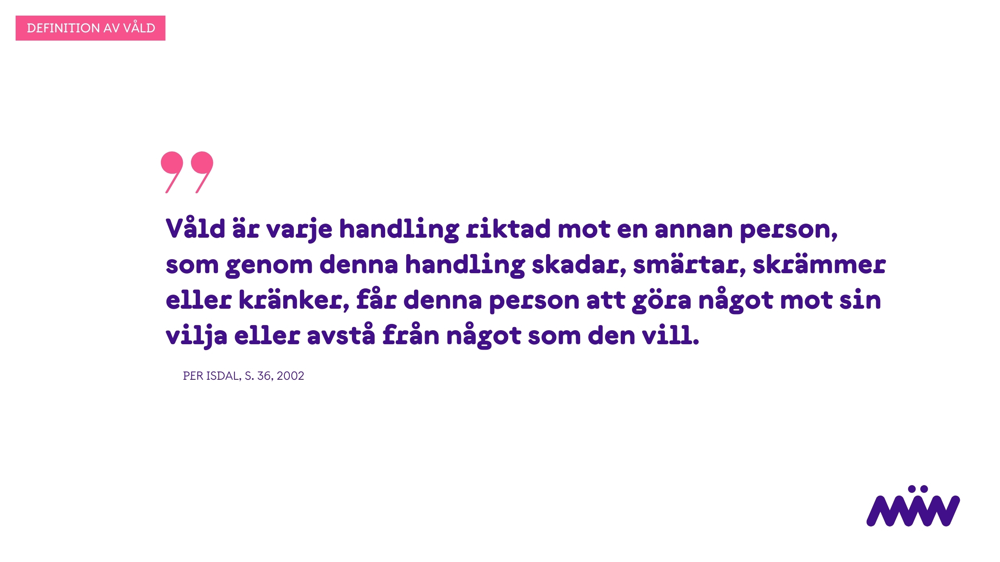 DEFINITION AV VÅLD
”
Våld är varje handling riktad mot en annan person,
som genom denna handling skadar, smärtar, skrämmer
eller kränker, får denna person att göra något mot sin
vilja eller avstå från något som den vill.
PER ISDAL, S. 36, 2002
MÄN